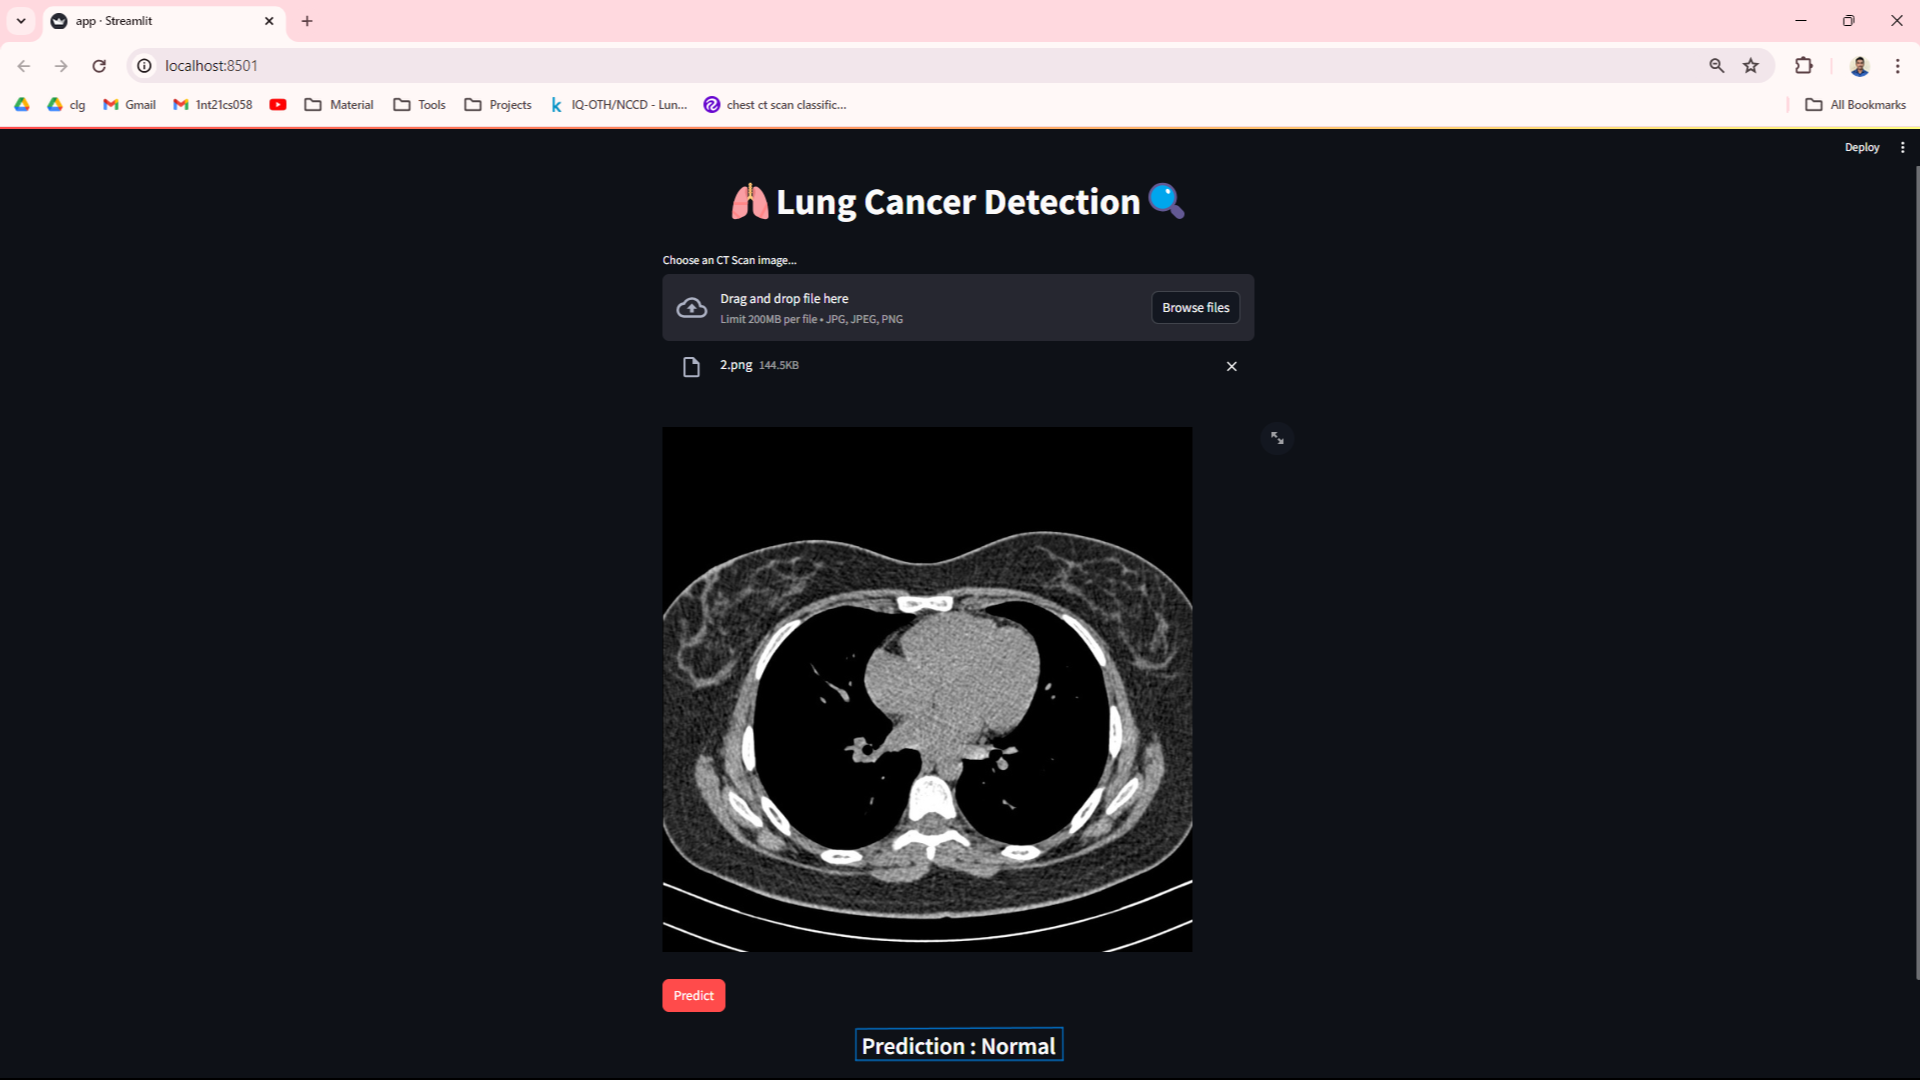 app · Streamlit
localhost:8501
clg
Gmail
1nt21cs058
Material
Tools
Projects
IQ-OTH/NCCD - Lun...
chest ct scan classific...
All Bookmarks
Deploy
Lung Cancer Detection
Choose an CT Scan image...
Drag and drop file here
Limit 200MB per file • JPG, JPEG, PNG
Browse files
2.png 144.5KB
Predict
Prediction : Normal